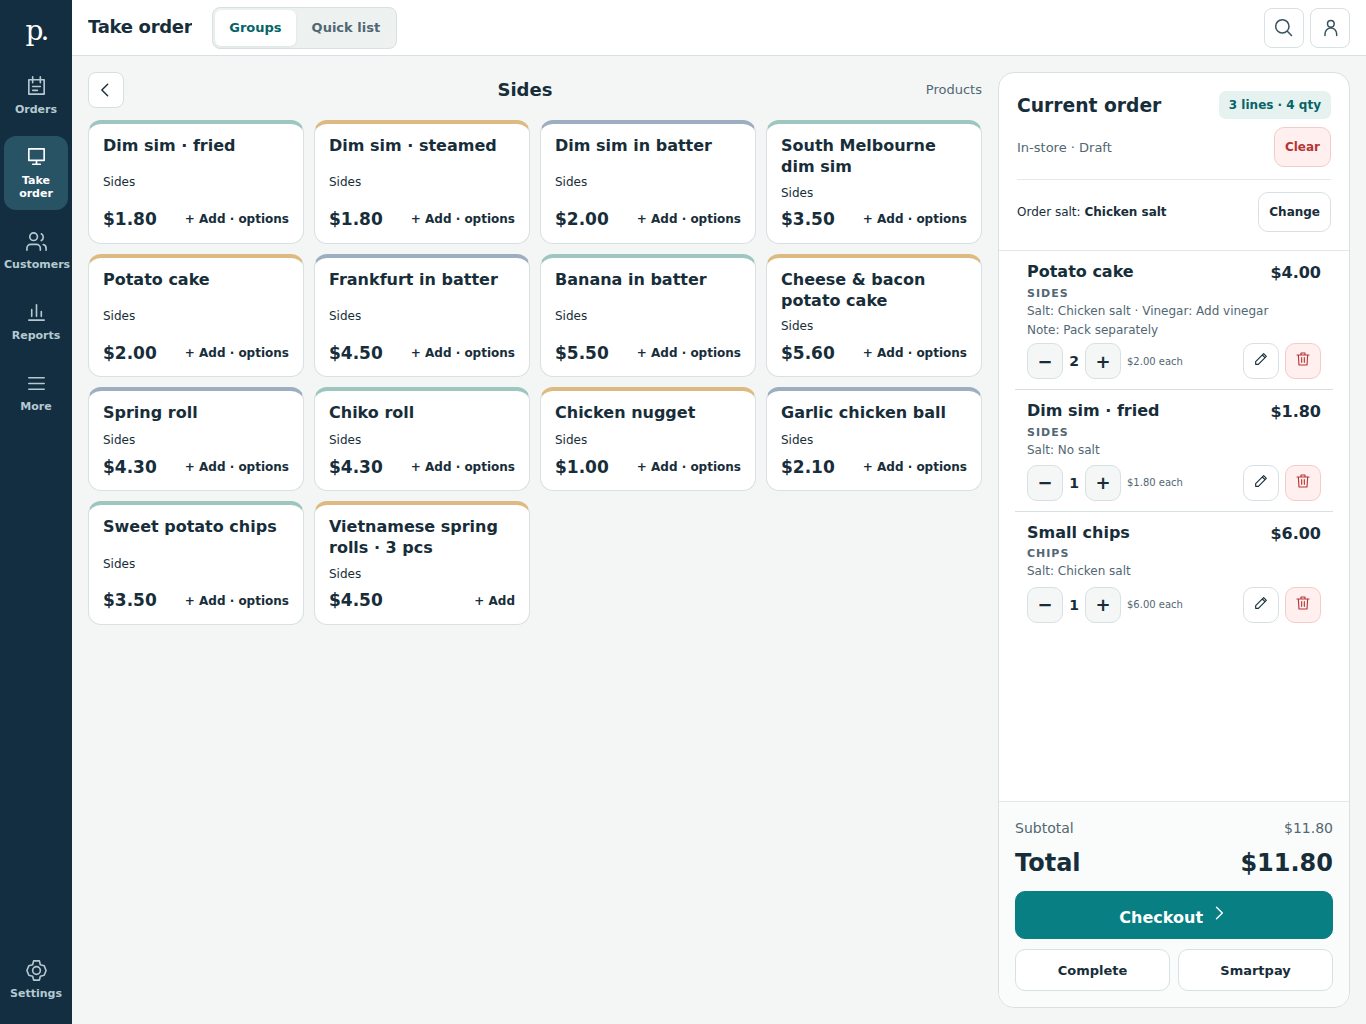 p.
Orders
Take
order
Customers
Reports
More
Settings
Take order
Groups
Quick list
Sides
Products
Dim sim · fried
Sides
$1.80
+ Add · options
Dim sim · steamed
Sides
$1.80
+ Add · options
Dim sim in batter
Sides
$2.00
+ Add · options
South Melbourne
dim sim
Sides
$3.50
+ Add · options
Potato cake
Sides
$2.00
+ Add · options
Frankfurt in batter
Sides
$4.50
+ Add · options
Banana in batter
Sides
$5.50
+ Add · options
Cheese & bacon
potato cake
Sides
$5.60
+ Add · options
Spring roll
Sides
$4.30
+ Add · options
Chiko roll
Sides
$4.30
+ Add · options
Chicken nugget
Sides
$1.00
+ Add · options
Garlic chicken ball
Sides
$2.10
+ Add · options
Sweet potato chips
Sides
$3.50
+ Add · options
Vietnamese spring
rolls · 3 pcs
Sides
$4.50
+ Add
Current order
3 lines · 4 qty
In-store · Draft
Clear
Order salt: Chicken salt
Change
Potato cake
$4.00
SIDES
Salt: Chicken salt · Vinegar: Add vinegar
Note: Pack separately
− 2 + $2.00 each
Dim sim · fried
$1.80
SIDES
Salt: No salt
− 1 + $1.80 each
Small chips
$6.00
CHIPS
Salt: Chicken salt
− 1 + $6.00 each
Subtotal
$11.80
Total
$11.80
Checkout
Complete
Smartpay